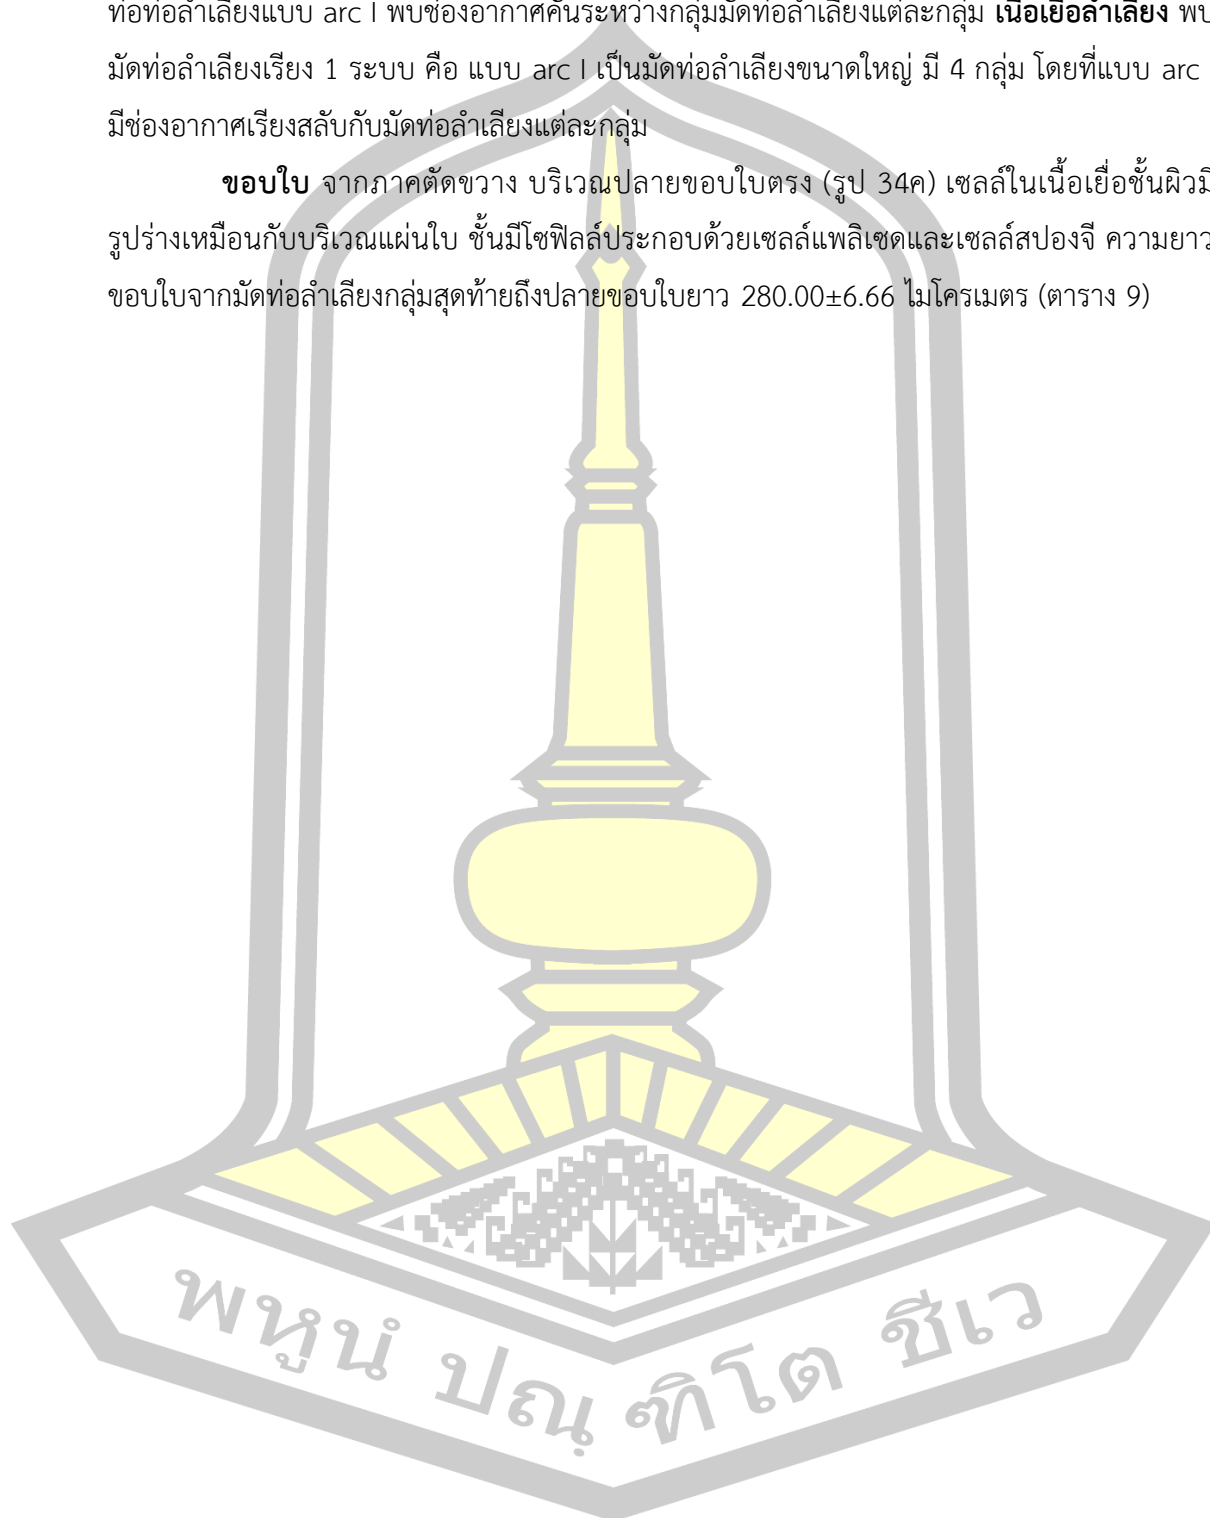 ท่อท่อลำเลียงแบบ arc I พบช่องอากาศคั่นระหว่างกลุ่มมัดท่อลำเลียงแต่ละกลุ่ม เนื้อเยื่อลำเลียง พบ
มัดท่อลำเลียงเรียง 1 ระบบ คือ แบบ arc I เป็นมัดท่อลำเลียงขนาดใหญ่ มี 4 กลุ่ม โดยที่แบบ arc
มีช่องอากาศเรียงสลับกับมัดท่อลำเลียงแต่ละกลุ่ม
ขอบใบ จากภาคตัดขวาง บริเวณปลายขอบใบตรง (รูป 34ค) เซลล์ในเนื้อเยื่อชั้นผิวมี
รูปร่างเหมือนกับบริเวณแผ่นใบ ชั้นมีโซฟิลล์ประกอบด้วยเซลล์แพลิเซดและเซลล์สปองจี ความยาว
ขอบใบจากมัดท่อลำเลียงกลุ่มสุดท้ายถึงปลายขอบใบยาว 280.00±6.66 ไมโครเมตร (ตาราง 9)
พหูนํ ปณฺ ฑิโต ชีเว